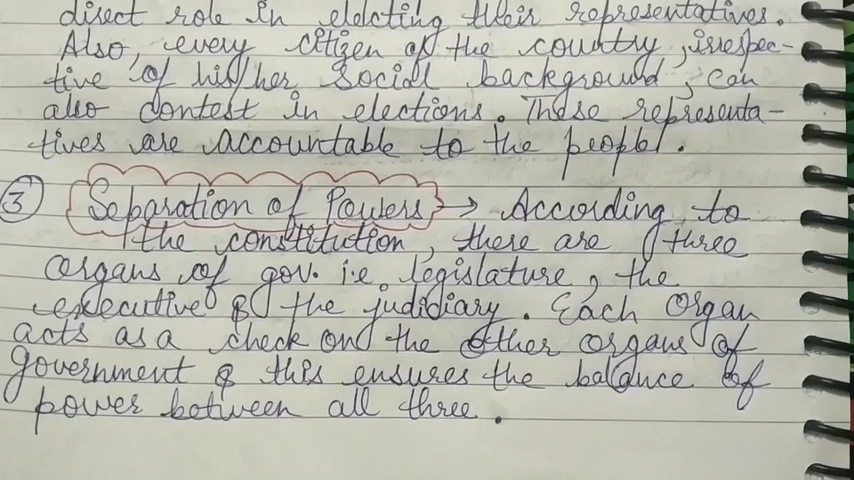 direct role in electing their representatives.
Also, every citizen of the country, irrespec-
tive of his/her social background, can
also contest in elections. These representa-
tives are accountable to the people.
③ Separation of Powers → According to
the constitution, there are three
organs of gov. i.e. legislature, the
executive & the judidiary. Each organ
acts as a check on the other organs of
government & this ensures the balance of
power between all three.